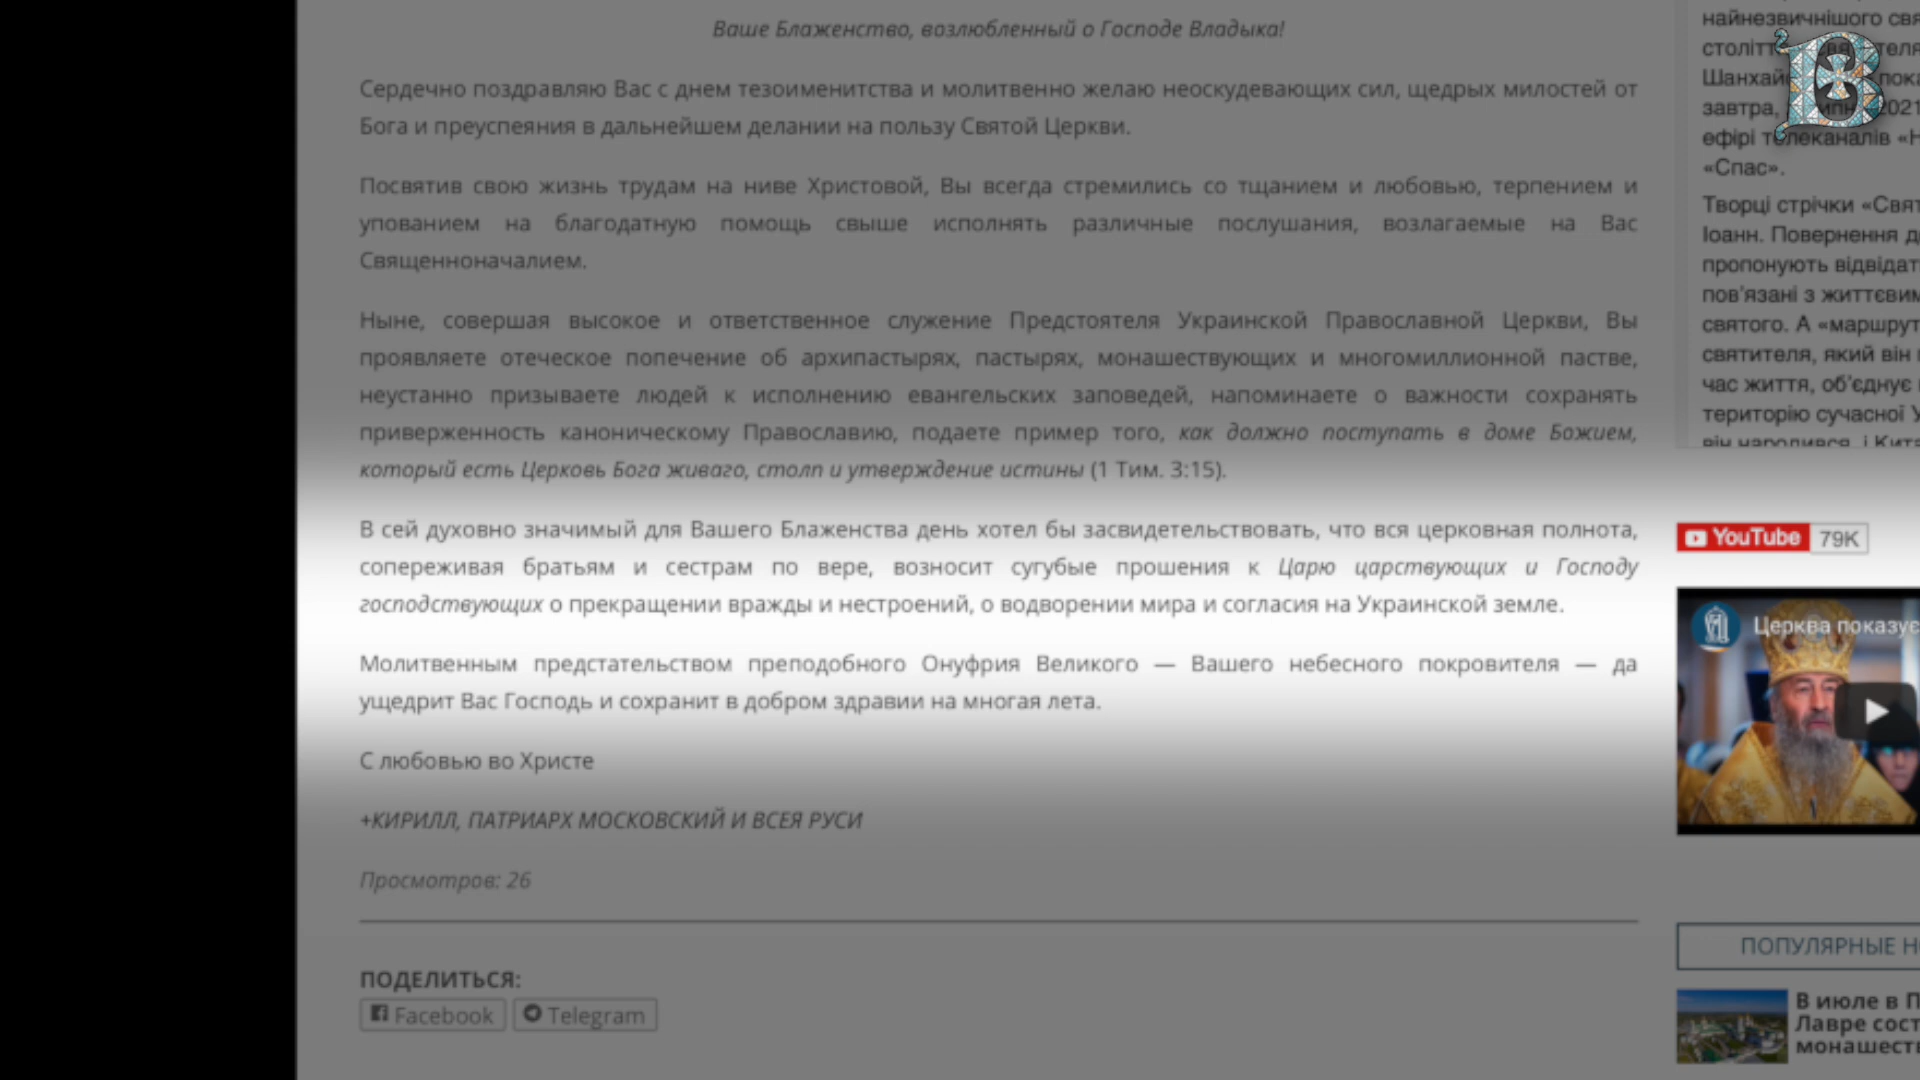 Ваше Блаженство, возлюбленный о Господе Владыка!
Сердечно поздравляю Вас с днем тезоименитства и молитвенно желаю неоскудевающих сил, щедрых милостей от
Бога и преуспеяния в дальнейшем делании на пользу Святой Церкви.
Посвятив свою жизнь трудам на ниве Христовой, Вы всегда стремились со тщанием и любовью, терпением и
упованием на благодатную помощь свыше исполнять различные послушания, возлагаемые на Вас
Священноначалием.
Ныне, совершая высокое и ответственное служение Предстоятеля Украинской Православной Церкви, Вы
проявляете отеческое попечение об архипастырях, пастырях, монашествующих и многомиллионной пастве,
неустанно призываете людей к исполнению евангельских заповедей, напоминаете о важности сохранять
приверженность каноническому Православию, подаете пример того, как должно поступать в доме Божием,
который есть Церковь Бога живаго, столп и утверждение истины (1 Тим. 3:15).
В сей духовно значимый для Вашего Блаженства день хотел бы засвидетельствовать, что вся церковная полнота,
сопереживая братьям и сестрам по вере, возносит сугубые прошения к Царю царствующих и Господу
господствующих о прекращении вражды и нестроений, о водворении мира и согласия на Украинской земле.
Молитвенным предстательством преподобного Онуфрия Великого — Вашего небесного покровителя — да
ущедрит Вас Господь и сохранит в добром здравии на многая лета.
С любовью во Христе
+КИРИЛЛ, ПАТРИАРХ МОСКОВСКИЙ И ВСЕЯ РУСИ
Просмотров: 26
ПОДЕЛИТЬСЯ:
Facebook Telegram
найнезвичнішого свя
століт
завтра, 2021
ефірі телеканалів «Н
«Спас».
Творці стрічки «Свят
Іоанн. Повернення д
пропонують відвідат
пов'язані з життєвим
святого. А «маршрут
святителя, який він
час життя, об'єднує
територію сучасної У
він народився, і Кита
YouTube 79K
Церква показує
ПОПУЛЯРНЫЕ Н
В июле в П
Лавре сост
монашеств